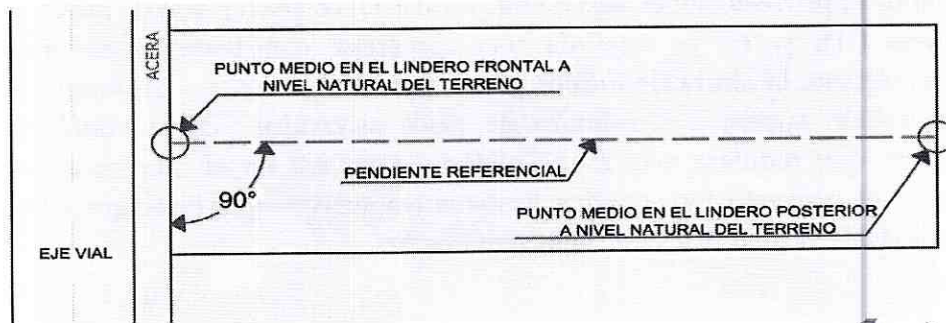 ACERA
PUNTO MEDIO EN EL LINDERO FRONTAL A
NIVEL NATURAL DEL TERRENO
PENDIENTE REFERENCIAL
90°
PUNTO MEDIO EN EL LINDERO POSTERIOR
A NIVEL NATURAL DEL TERRENO
EJE VIAL